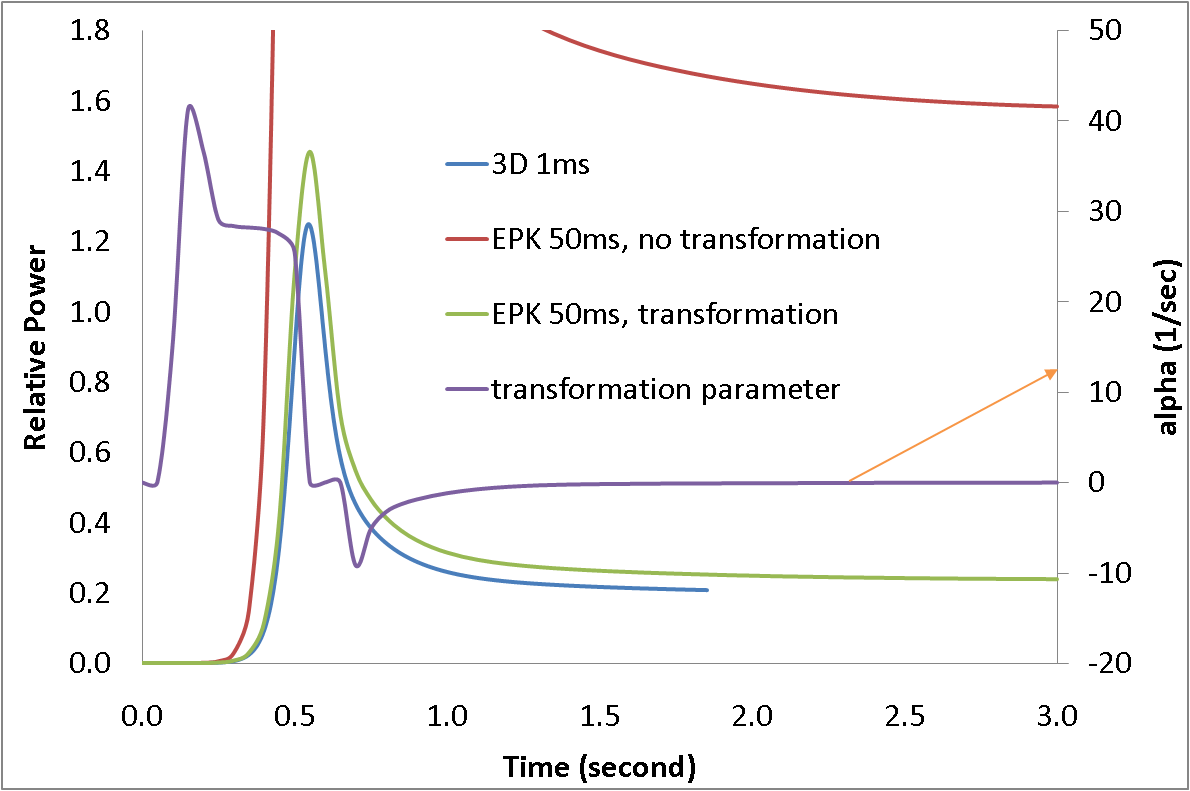 1.8
1.6
1.4
1.2
1.0
0.8
0.6
0.4
0.2
0.0
Relative Power
3D 1ms
EPK 50ms, no transformation
EPK 50ms, transformation
transformation parameter
50
40
30
20
10
0
-10
-20
alpha (1/sec)
0.0 0.5 1.0 1.5 2.0 2.5 3.0
Time (second)